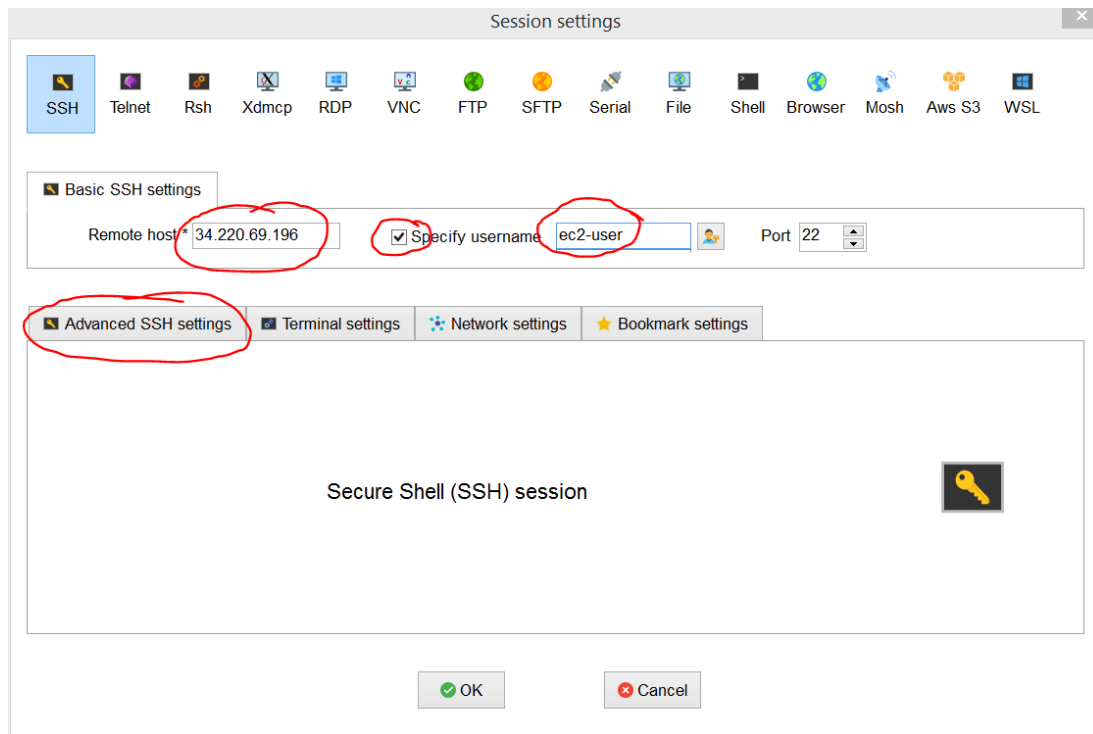 Session settings
SSH Telnet Rsh Xdmcp RDP VNC FTP SFTP Serial File Shell Browser Mosh Aws S3 WSL
Basic SSH settings
Remote host * 34.220.69.196 Specify username ec2-user Port 22
Advanced SSH settings Terminal settings Network settings Bookmark settings
Secure Shell (SSH) session
OK Cancel